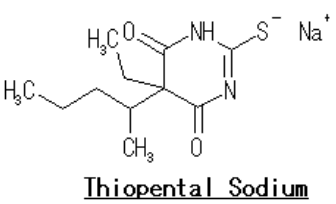 H₃C O NH S⁻ Na⁺
H₃C N
CH₃ O
Thiopental Sodium